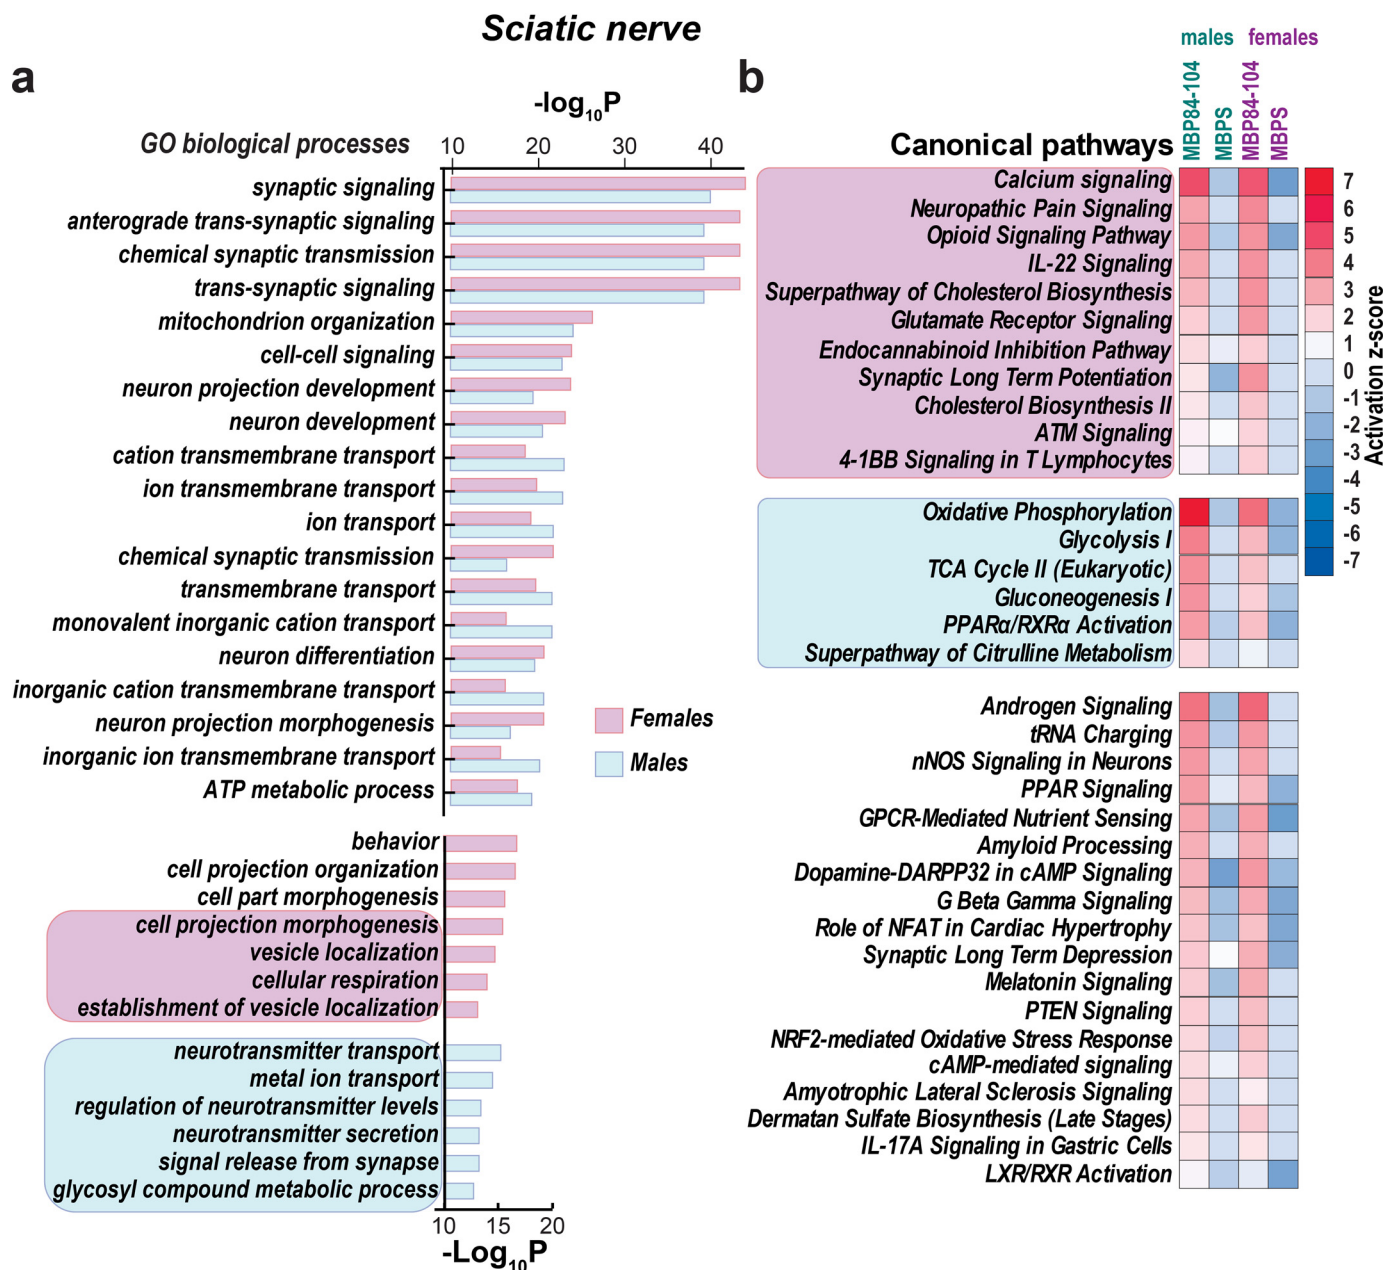 Sciatic nerve
a
-log10P
GO biological processes
10 20 30 40
synaptic signaling
anterograde trans-synaptic signaling
chemical synaptic transmission
trans-synaptic signaling
mitochondrion organization
cell-cell signaling
neuron projection development
neuron development
cation transmembrane transport
ion transmembrane transport
ion transport
chemical synaptic transmission
transmembrane transport
monovalent inorganic cation transport
neuron differentiation
inorganic cation transmembrane transport
neuron projection morphogenesis
inorganic ion transmembrane transport
ATP metabolic process
Females
Males
behavior
cell projection organization
cell part morphogenesis
cell projection morphogenesis
vesicle localization
cellular respiration
establishment of vesicle localization
neurotransmitter transport
metal ion transport
regulation of neurotransmitter levels
neurotransmitter secretion
signal release from synapse
glycosyl compound metabolic process
10 15 20
-Log10P
b
males females
MBP84-104
MBPS
MBP84-104
MBPS
Canonical pathways
Calcium signaling
Neuropathic Pain Signaling
Opioid Signaling Pathway
IL-22 Signaling
Superpathway of Cholesterol Biosynthesis
Glutamate Receptor Signaling
Endocannabinoid Inhibition Pathway
Synaptic Long Term Potentiation
Cholesterol Biosynthesis II
ATM Signaling
4-1BB Signaling in T Lymphocytes
Oxidative Phosphorylation
Glycolysis I
TCA Cycle II (Eukaryotic)
Gluconeogenesis I
PPARα/RXRα Activation
Superpathway of Citrulline Metabolism
Androgen Signaling
tRNA Charging
nNOS Signaling in Neurons
PPAR Signaling
GPCR-Mediated Nutrient Sensing
Amyloid Processing
Dopamine-DARPP32 in cAMP Signaling
G Beta Gamma Signaling
Role of NFAT in Cardiac Hypertrophy
Synaptic Long Term Depression
Melatonin Signaling
PTEN Signaling
NRF2-mediated Oxidative Stress Response
cAMP-mediated signaling
Amyotrophic Lateral Sclerosis Signaling
Dermatan Sulfate Biosynthesis (Late Stages)
IL-17A Signaling in Gastric Cells
LXR/RXR Activation
7
6
5
4
3
2
1
0
-1
-2
-3
-4
-5
-6
-7
Activation z-score